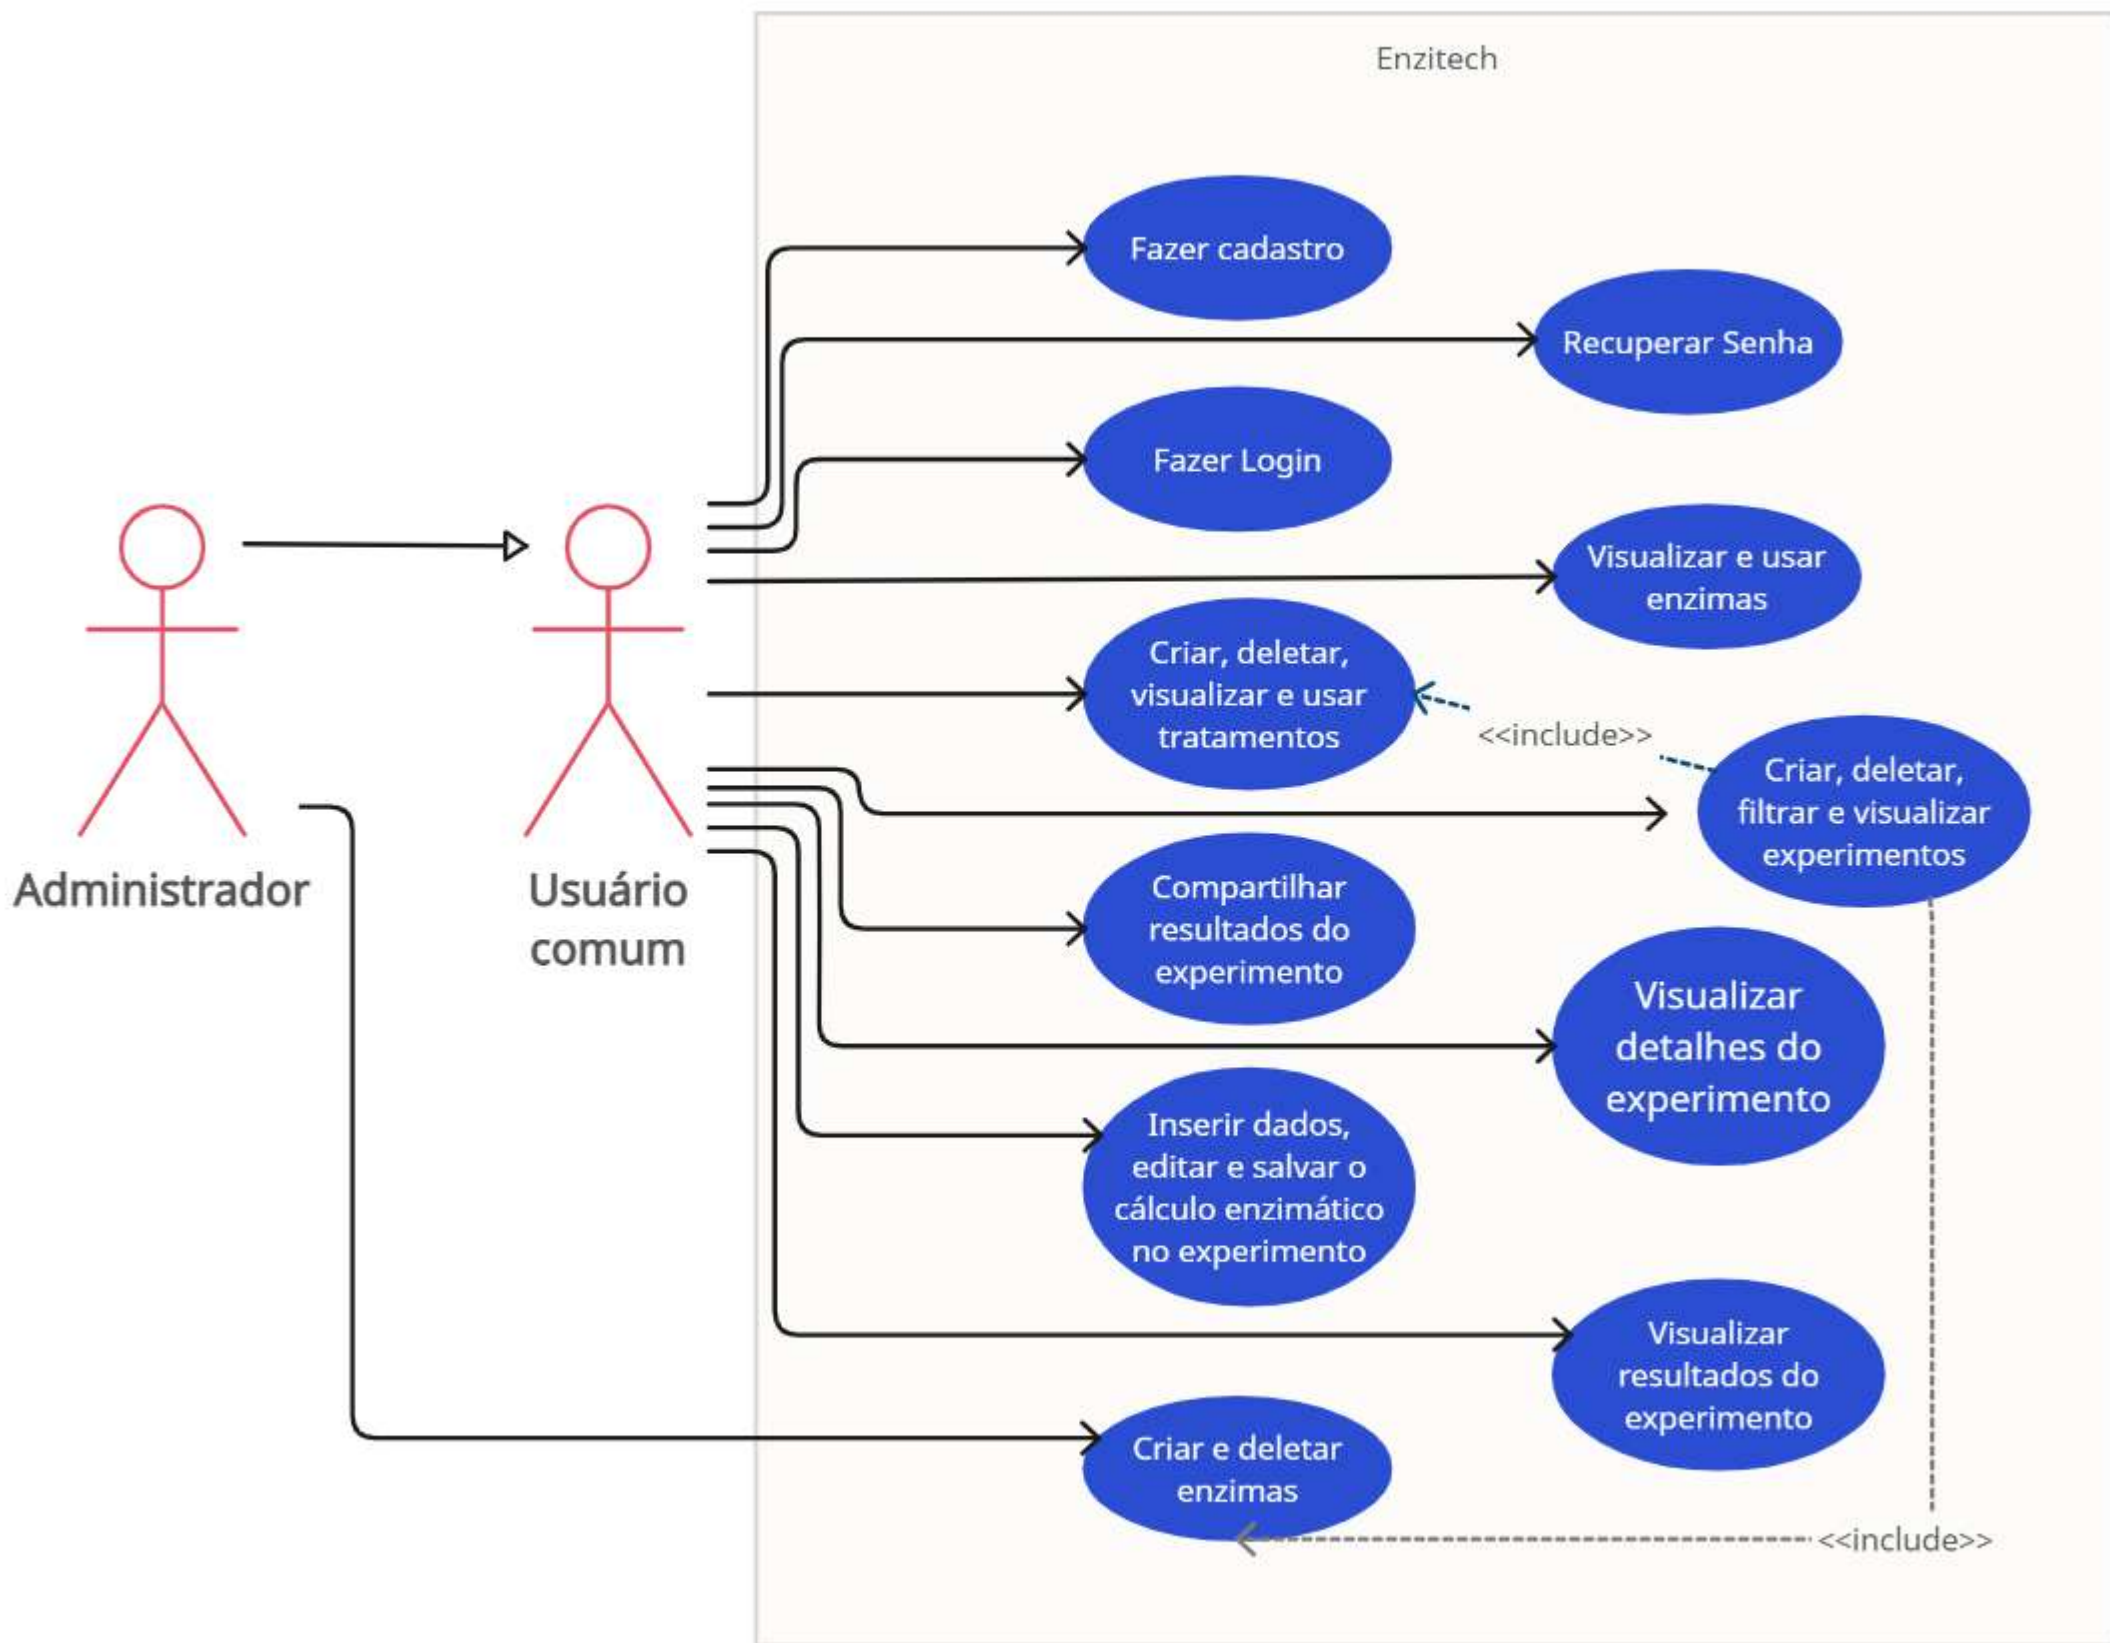 Enzitech
Fazer cadastro
Recuperar Senha
Fazer Login
Visualizar e usar
enzimas
Criar, deletar,
visualizar e usar
tratamentos
<<include>>
Criar, deletar,
filtrar e visualizar
experimentos
Administrador
Usuário
comum
Compartilhar
resultados do
experimento
Visualizar
detalhes do
experimento
Inserir dados,
editar e salvar o
cálculo enzimático
no experimento
Visualizar
resultados do
experimento
Criar e deletar
enzimas
<<include>>